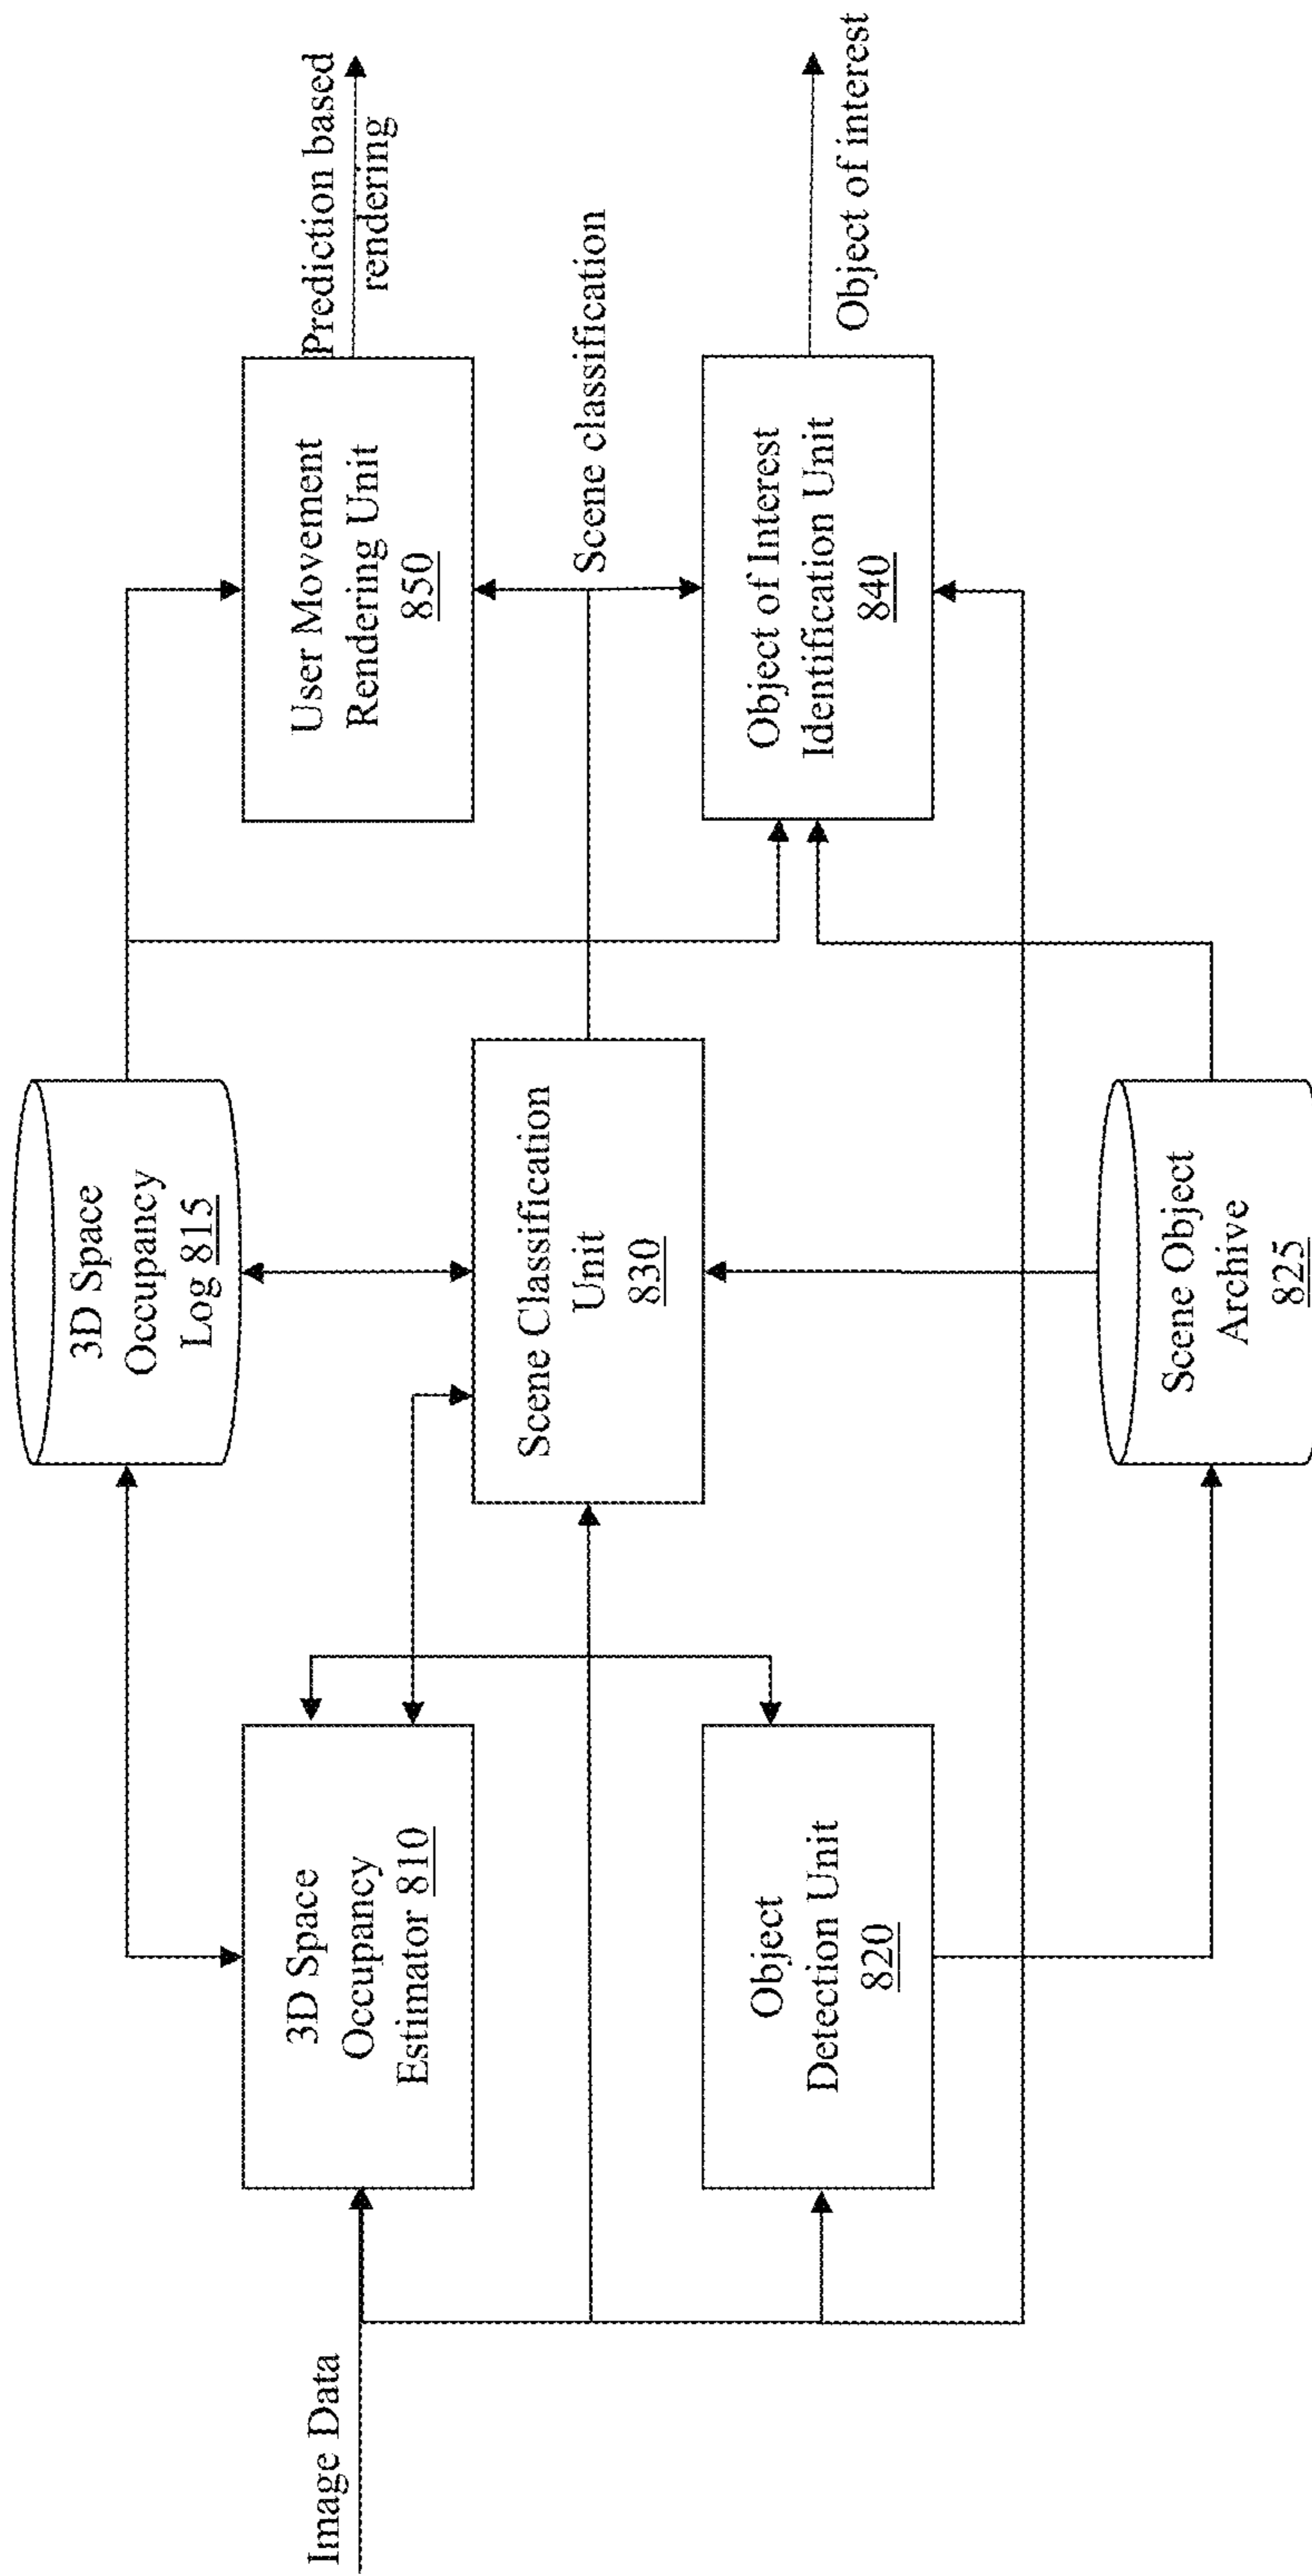 Image Data
3D Space
Occupancy
Estimator 810
Object
Detection Unit
820
3D Space
Occupancy
Log 815
Scene Classification
Unit
830
Scene Object
Archive
825
User Movement
Rendering Unit
850
Prediction based
rendering
Scene classification
Object of Interest
Identification Unit
840
Object of interest